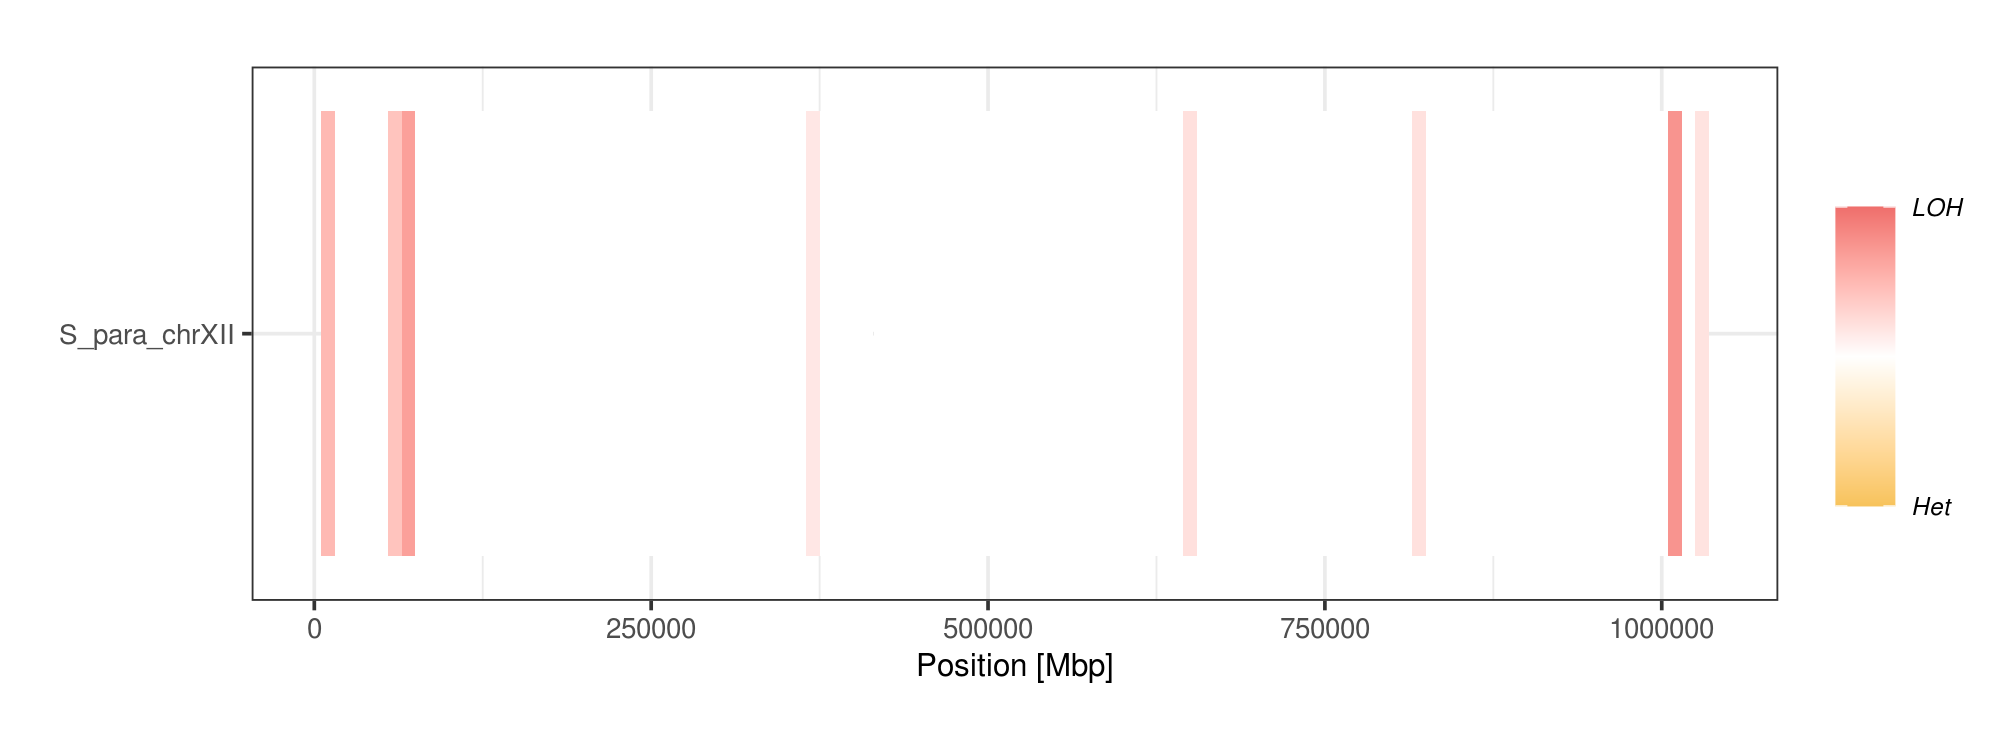 S_para_chrXII
0
250000
500000
750000
1000000
Position [Mbp]
LOH
Het